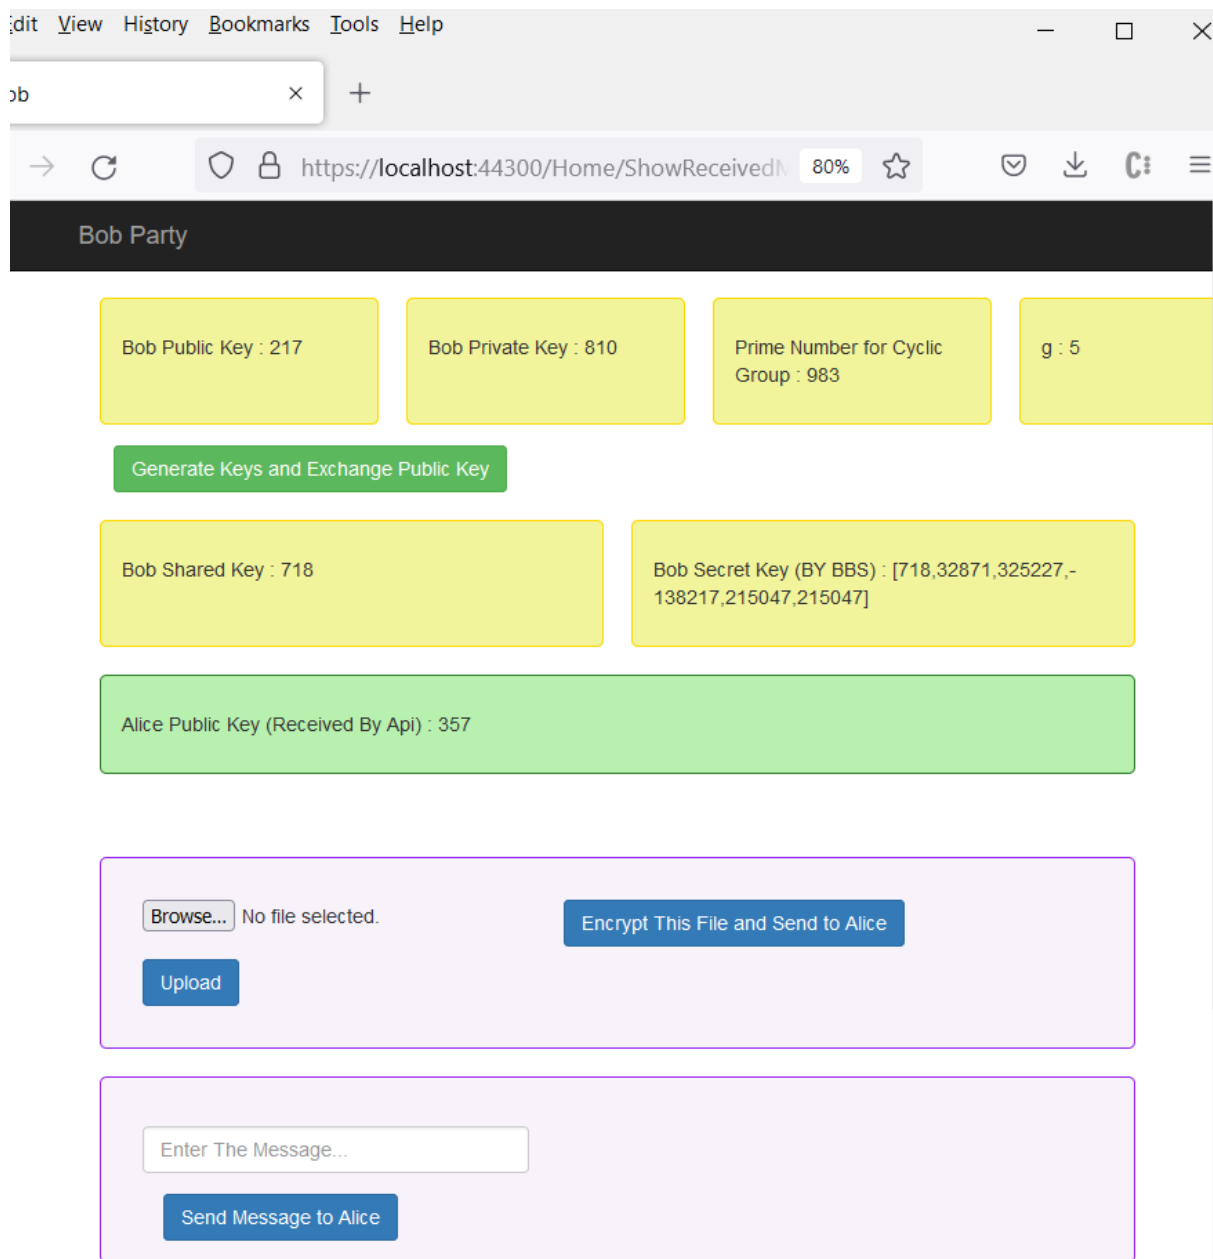 Edit View History Bookmarks Tools Help
ob
https://localhost:44300/Home/ShowReceivedM 80%
Bob Party
Bob Public Key : 217
Bob Private Key : 810
Prime Number for Cyclic
Group : 983
g : 5
Generate Keys and Exchange Public Key
Bob Shared Key : 718
Bob Secret Key (BY BBS) : [718,32871,325227,-
138217,215047,215047]
Alice Public Key (Received By Api) : 357
Browse... No file selected.
Encrypt This File and Send to Alice
Upload
Enter The Message...
Send Message to Alice